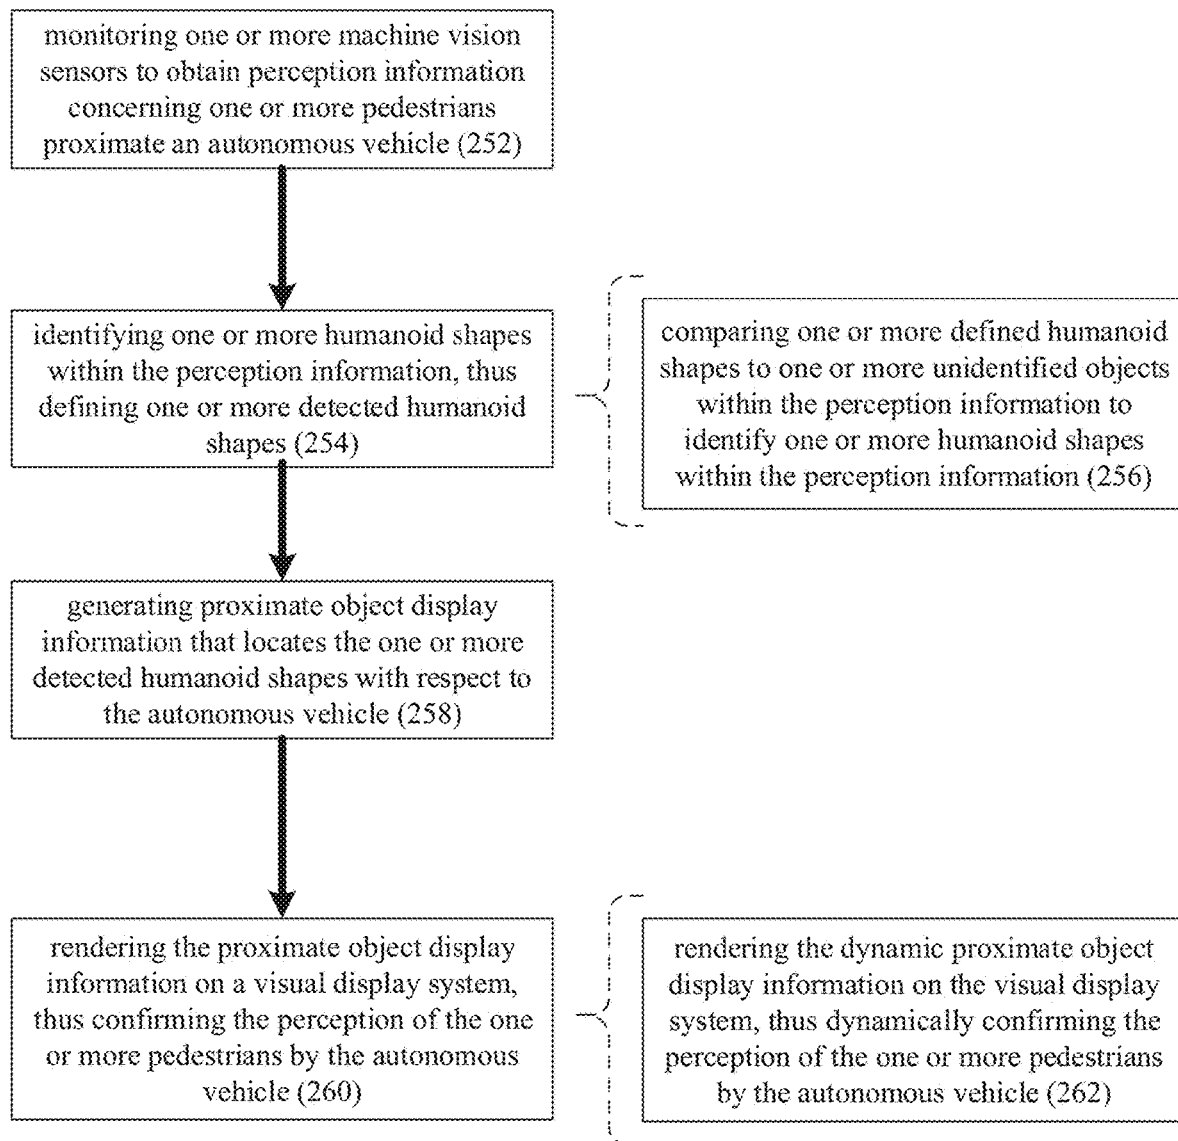 monitoring one or more machine vision
sensors to obtain perception information
concerning one or more pedestrians
proximate an autonomous vehicle (252)
identifying one or more humanoid shapes
within the perception information, thus
defining one or more detected humanoid
shapes (254)
comparing one or more defined humanoid
shapes to one or more unidentified objects
within the perception information to
identify one or more humanoid shapes
within the perception information (256)
generating proximate object display
information that locates the one or more
detected humanoid shapes with respect to
the autonomous vehicle (258)
rendering the proximate object display
information on a visual display system,
thus confirming the perception of the one
or more pedestrians by the autonomous
vehicle (260)
rendering the dynamic proximate object
display information on the visual display
system, thus dynamically confirming the
perception of the one or more pedestrians
by the autonomous vehicle (262)